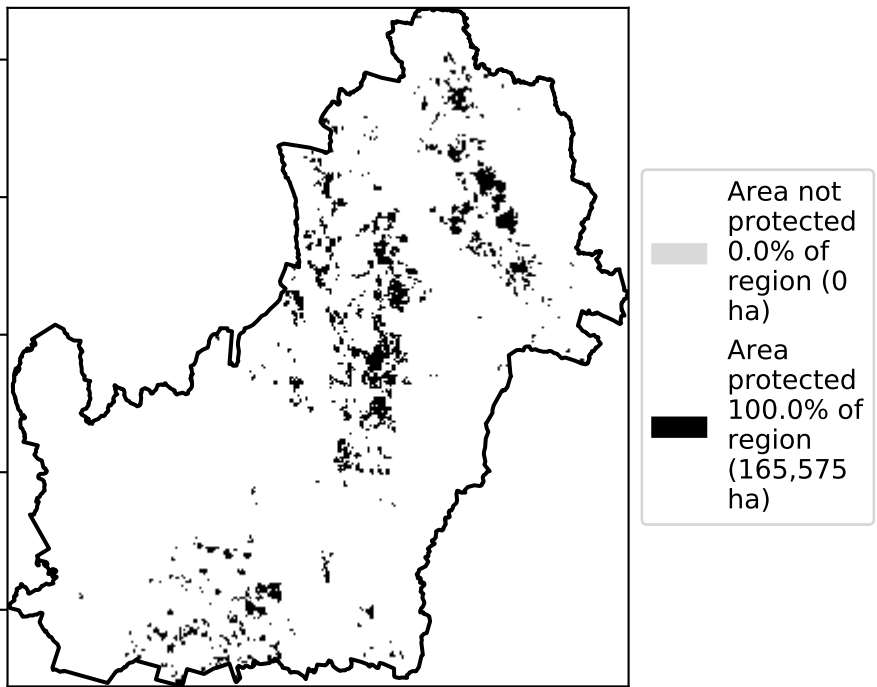 Area not
protected
0.0% of
region (0
ha)
Area
protected
100.0% of
region
(165,575
ha)